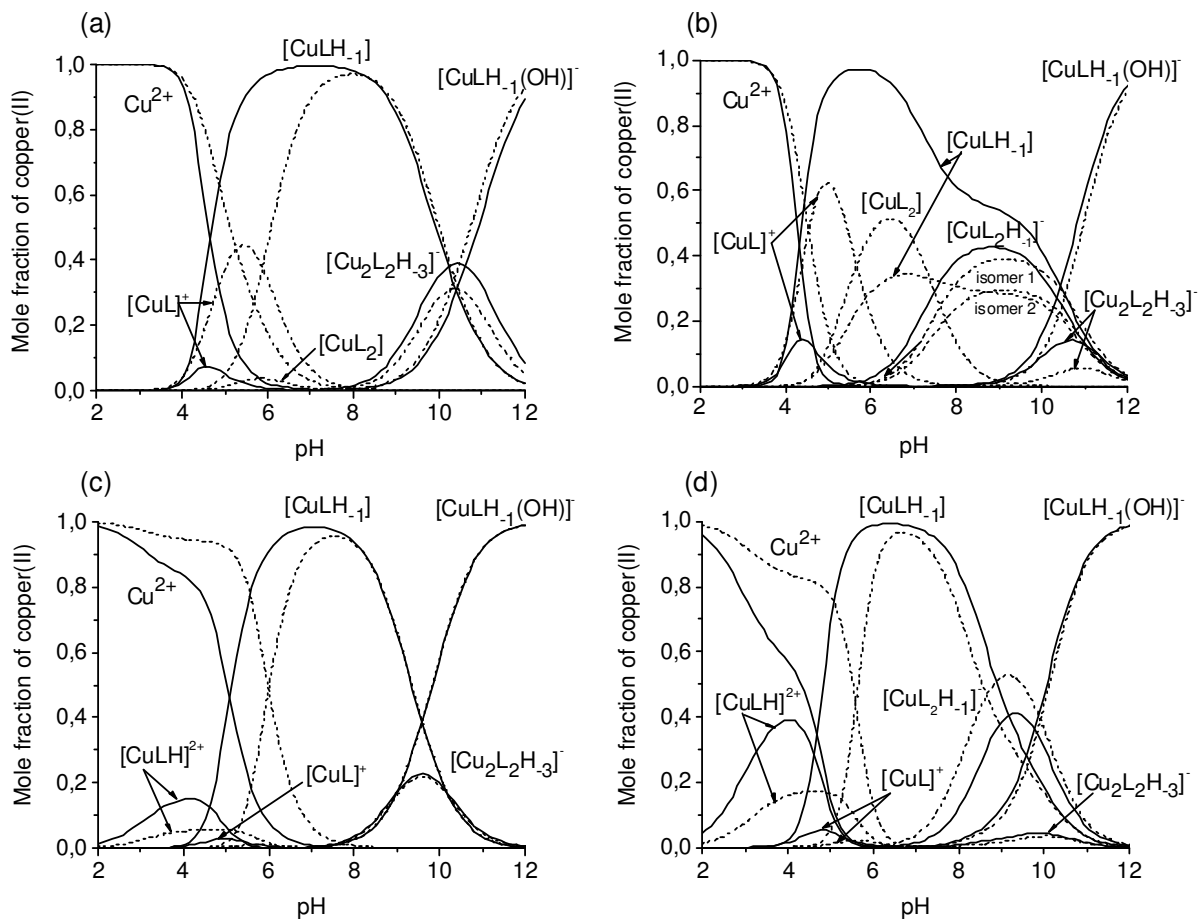 (a)
[CuLH-1]
[CuLH-1(OH)]-
1,0
Cu2+
0,8
0,6
0,4
0,2
0,0
[CuL]+
[CuL2]
[Cu2L2H-3]-
Mole fraction of copper(II)
2 4 6 8 10 12
pH
(b)
[CuLH-1(OH)]-
1,0
Cu2+
0,8
0,6
0,4
0,2
0,0
[CuLH-1]
[CuL]+
[CuL2]
[CuL2H-1]-
isomer 1
isomer 2
[Cu2L2H-3]-
Mole fraction of copper(II)
2 4 6 8 10 12
pH
(c)
[CuLH-1]
[CuLH-1(OH)]-
1,0
0,8
Cu2+
0,6
0,4
0,2
0,0
[CuLH]2+
[CuL]+
[Cu2L2H-3]-
Mole fraction of copper(II)
2 4 6 8 10 12
pH
(d)
[CuLH-1]
[CuLH-1(OH)]-
1,0
Cu2+
0,8
0,6
0,4
0,2
0,0
[CuLH]2+
[CuL2H-1]-
[CuL]+
[Cu2L2H-3]-
Mole fraction of copper(II)
2 4 6 8 10 12
pH